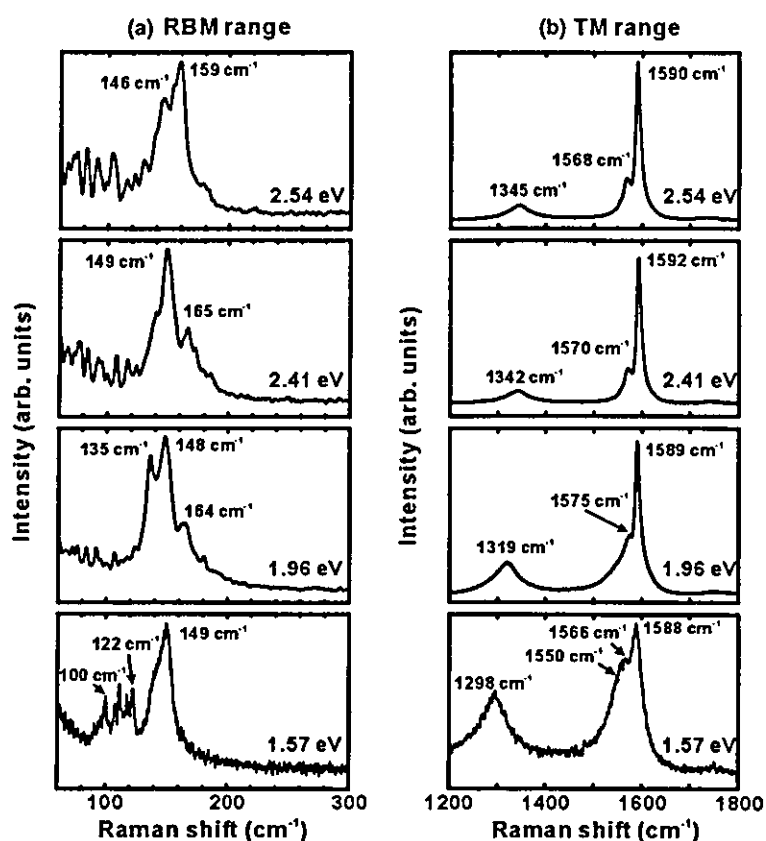 (a) RBM range
(b) TM range
146 cm⁻¹
159 cm⁻¹
2.54 eV
1590 cm⁻¹
1568 cm⁻¹
1345 cm⁻¹
2.54 eV
149 cm⁻¹
165 cm⁻¹
2.41 eV
1592 cm⁻¹
1570 cm⁻¹
1342 cm⁻¹
2.41 eV
135 cm⁻¹
148 cm⁻¹
164 cm⁻¹
1.96 eV
1589 cm⁻¹
1575 cm⁻¹
1319 cm⁻¹
1.96 eV
122 cm⁻¹
149 cm⁻¹
100 cm⁻¹
1.57 eV
1566 cm⁻¹
1588 cm⁻¹
1550 cm⁻¹
1298 cm⁻¹
1.57 eV
Intensity (arb. units)
Intensity (arb. units)
100 200 300
1200 1400 1600 1800
Raman shift (cm⁻¹)
Raman shift (cm⁻¹)